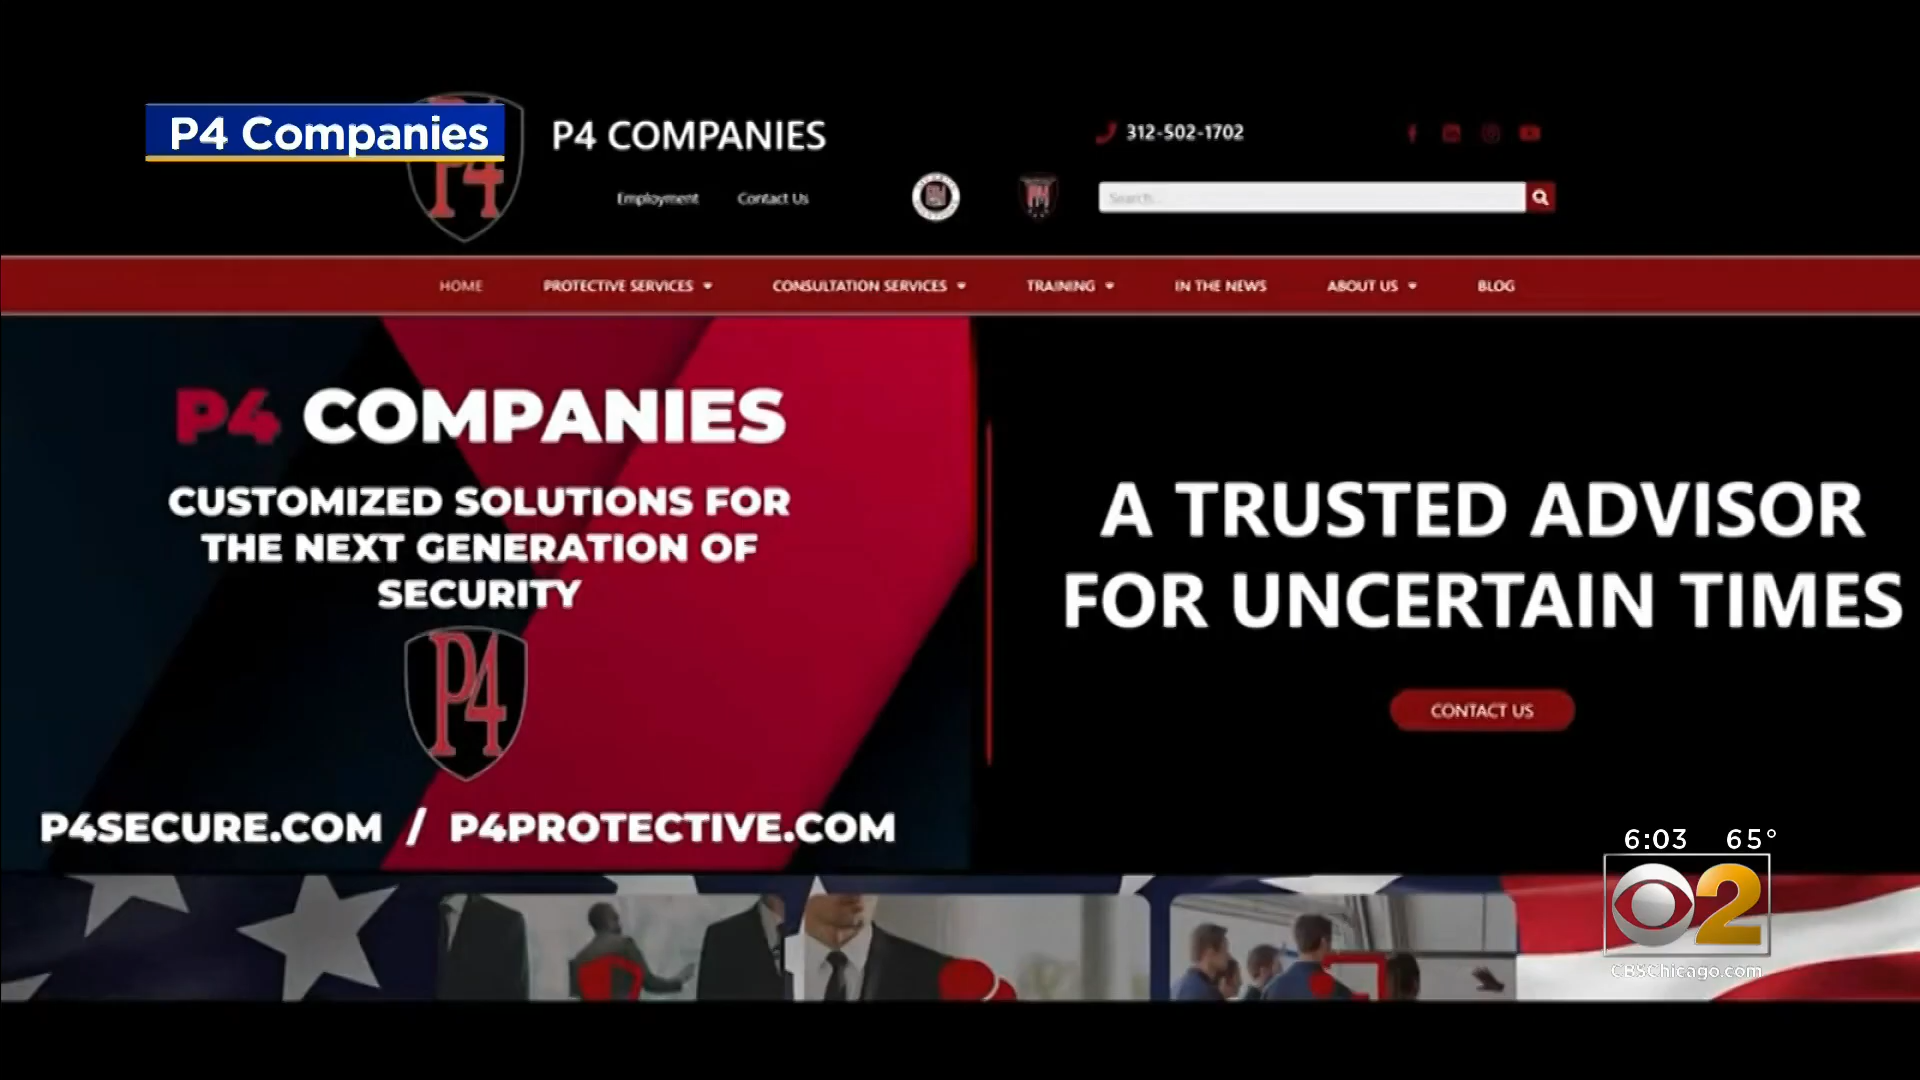 P4 Companies
P4
P4 COMPANIES
312-502-1702
Employment
Contact Us
Search...
HOME
PROTECTIVE SERVICES
CONSULTATION SERVICES
TRAINING
IN THE NEWS
ABOUT US
BLOG
P4 COMPANIES
CUSTOMIZED SOLUTIONS FOR
THE NEXT GENERATION OF
SECURITY
P4
P4SECURE.COM / P4PROTECTIVE.COM
A TRUSTED ADVISOR
FOR UNCERTAIN TIMES
CONTACT US
6:03 65°
2
CBSChicago.com